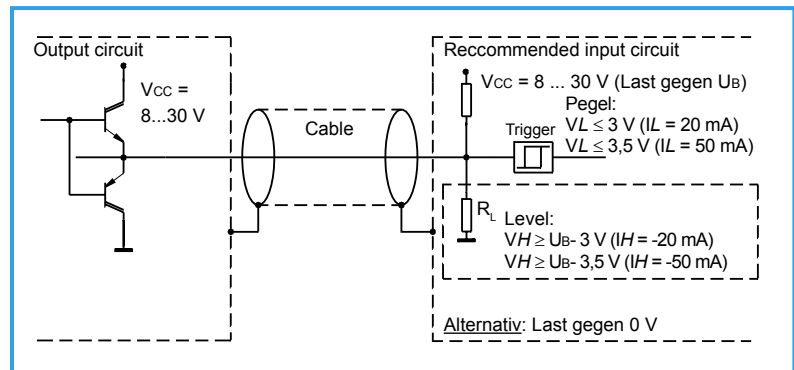 Output circuit
VCC =
8...30 V
Cable
Reccommended input circuit
VCC = 8 ... 30 V (Last gegen UB)
Pegel:
VL ≤ 3 V (IL = 20 mA)
VL ≤ 3,5 V (IL = 50 mA)
Trigger
RL
Level:
VH ≥ UB- 3 V (IH = -20 mA)
VH ≥ UB- 3,5 V (IH = -50 mA)
Alternativ: Last gegen 0 V